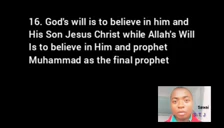 16. God's will is to believe in him and
His Son Jesus Christ while Allah's Will
Is to believe in Him and prophet
Muhammad as the final prophet